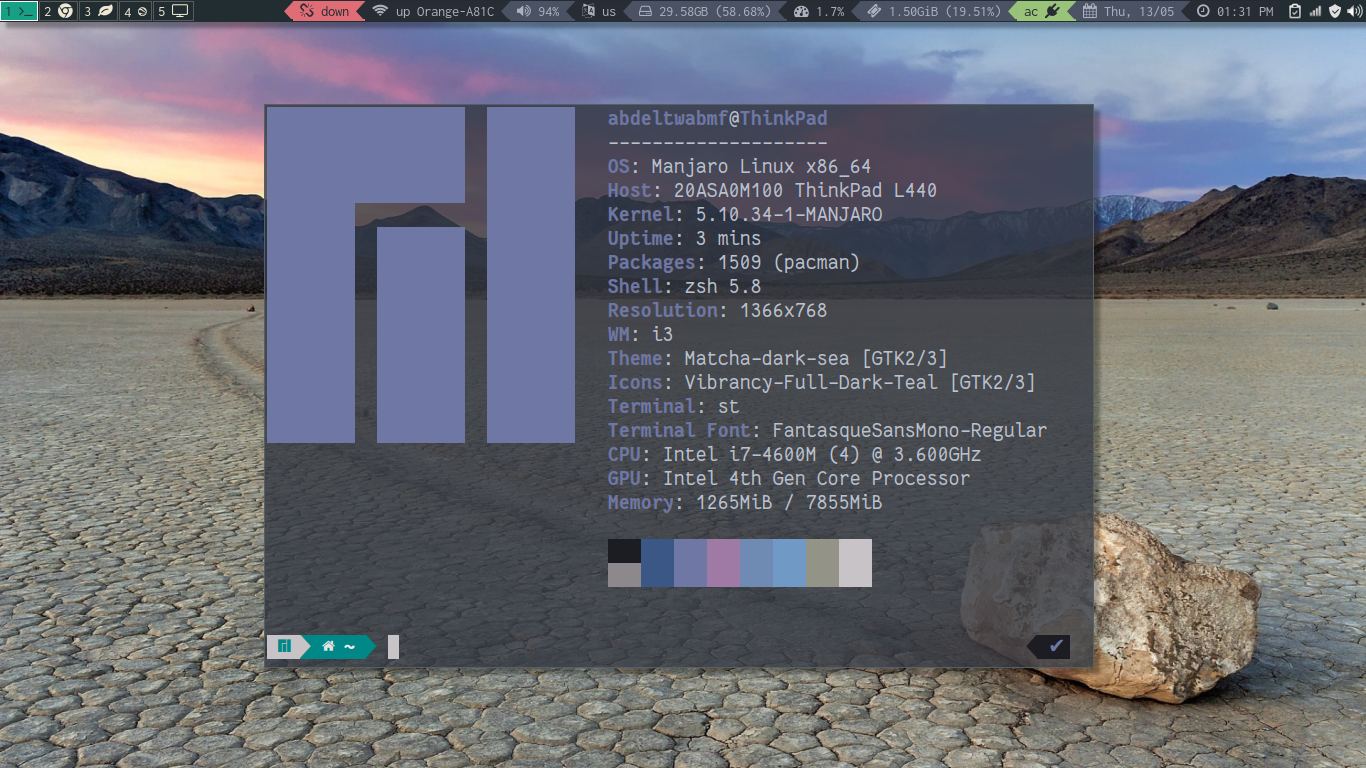 1 2 3 4 5 down up Orange-A81C 94% us 29.58GB (58.68%) 1.7% 1.50GiB (19.51%) ac Thu, 13/05 01:31 PM
abdeltwabmf@ThinkPad
--------------------
OS: Manjaro Linux x86_64
Host: 20ASA0M100 ThinkPad L440
Kernel: 5.10.34-1-MANJARO
Uptime: 3 mins
Packages: 1509 (pacman)
Shell: zsh 5.8
Resolution: 1366x768
WM: i3
Theme: Matcha-dark-sea [GTK2/3]
Icons: Vibrancy-Full-Dark-Teal [GTK2/3]
Terminal: st
Terminal Font: FantasqueSansMono-Regular
CPU: Intel i7-4600M (4) @ 3.600GHz
GPU: Intel 4th Gen Core Processor
Memory: 1265MiB / 7855MiB
~ ✔